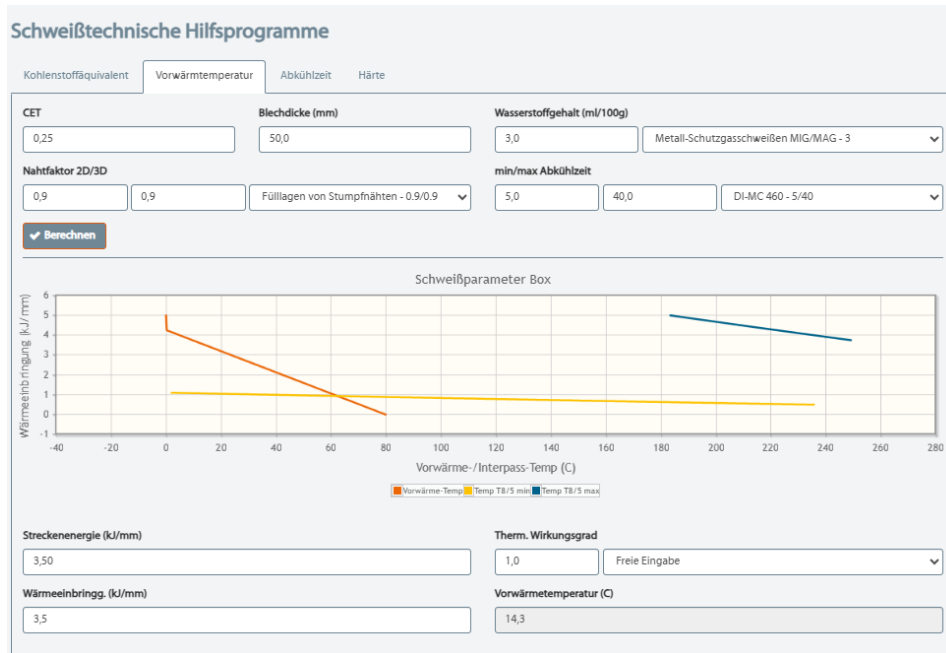 Schweißtechnische Hilfsprogramme
Kohlenstoffäquivalent Vorwärmtemperatur Abkühlzeit Härte
CET Blechdicke (mm) Wasserstoffgehalt (ml/100g)
0,25 50,0 3,0 Metall-Schutzgasschweißen MIG/MAG - 3
Nahtfaktor 2D/3D min/max Abkühlzeit
0,9 0,9 Fülllagen von Stumpfnähten - 0.9/0.9 5,0 40,0 DI-MC 460 - 5/40
Berechnen
Schweißparameter Box
Wärmeeinbringung (kJ/mm)
6
5
4
3
2
1
0
-1
-40 -20 0 20 40 60 80 100 120 140 160 180 200 220 240 260 280
Vorwärme-/Interpass-Temp (C)
Vorwärme-Temp Temp T8/5 min Temp T8/5 max
Streckenenergie (kJ/mm) Therm. Wirkungsgrad
3,50 1,0 Freie Eingabe
Wärmeeinbringg. (kJ/mm) Vorwärmetemperatur (C)
3,5 14,3